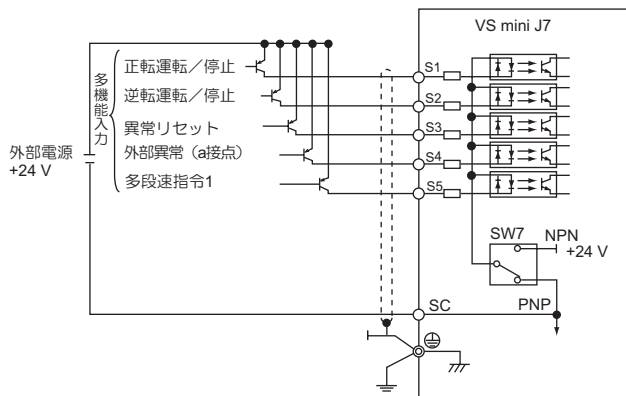 VS mini J7
多機能入力
正転運転／停止
逆転運転／停止
異常リセット
外部異常（a接点）
多段速指令1
外部電源
+24 V
S1
S2
S3
S4
S5
SW7
NPN
+24 V
SC
PNP